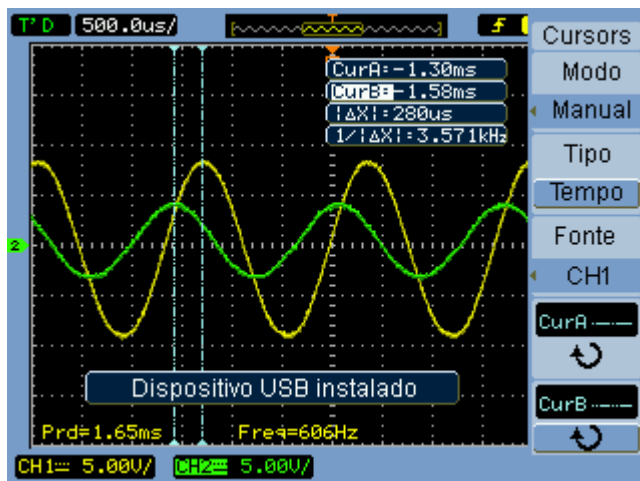 T'D 500.0us/
Cursors
CurA=-1.30ms
CurB=-1.58ms
|ΔX|=280us
1/|ΔX|=3.571kHz
Modo
Manual
Tipo
Tempo
Fonte
CH1
CurA
CurB
2
Dispositivo USB instalado
Prd=1.65ms Freq=606Hz
CH1 5.00V/ CH2 5.00V/